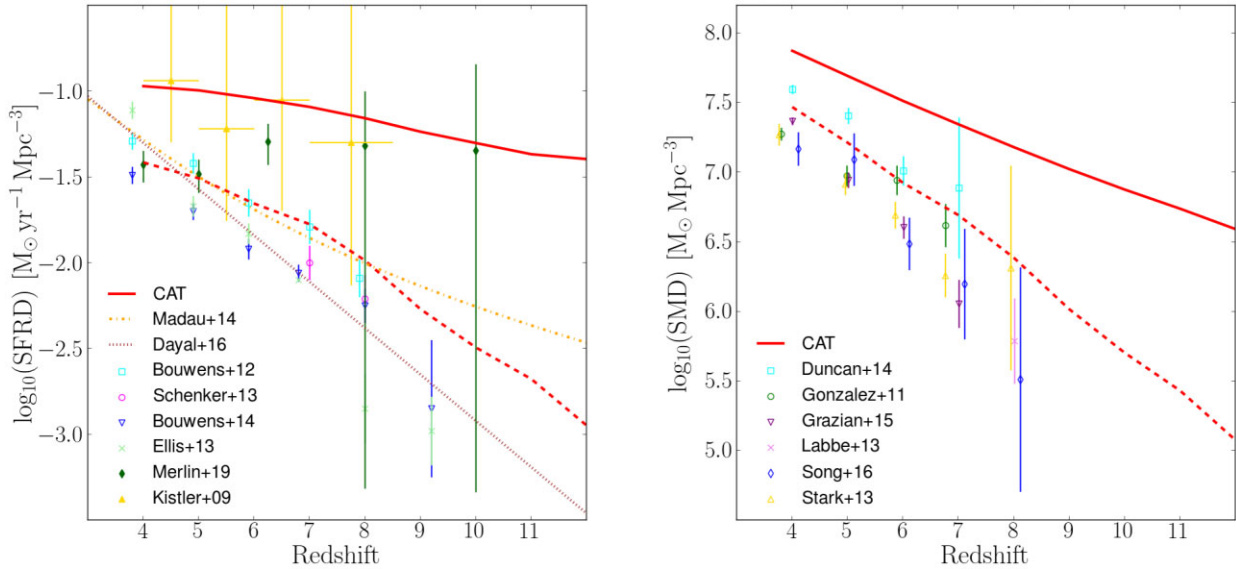 log₁₀(SFRD) [M☉ yr⁻¹ Mpc⁻³]
−1.0
−1.5
−2.0
−2.5
−3.0
CAT
Madau+14
Dayal+16
Bouwens+12
Schenker+13
Bouwens+14
Ellis+13
Merlin+19
Kistler+09
4 5 6 7 8 9 10 11
Redshift
log₁₀(SMD) [M☉ Mpc⁻³]
8.0
7.5
7.0
6.5
6.0
5.5
5.0
CAT
Duncan+14
Gonzalez+11
Grazian+15
Labbe+13
Song+16
Stark+13
4 5 6 7 8 9 10 11
Redshift